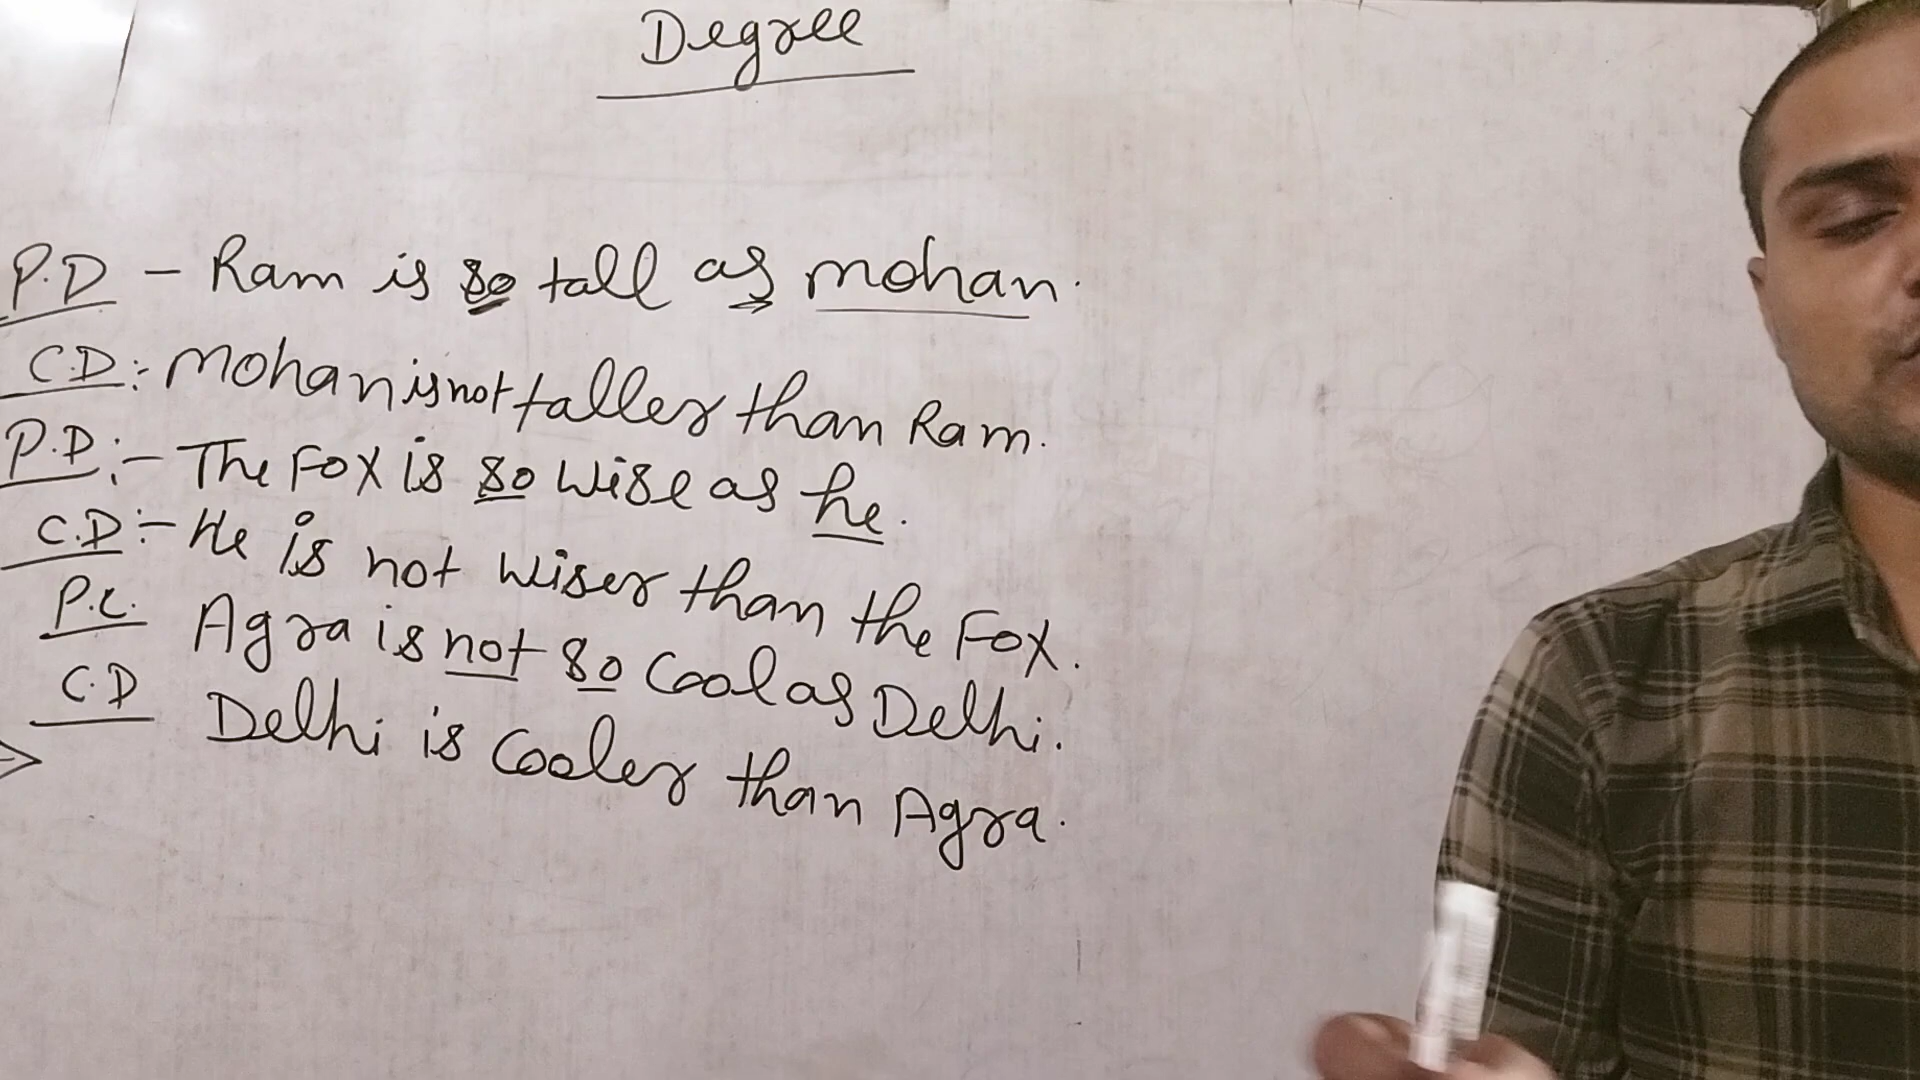 Degree
P.D - Ram is so tall as mohan.
C.D:- Mohan is not taller than Ram.
P.D:- The Fox is so wise as he.
C.D:- He is not wiser than the Fox.
P.C. Agra is not so Cool as Delhi.
C.D Delhi is Cooler than Agra.